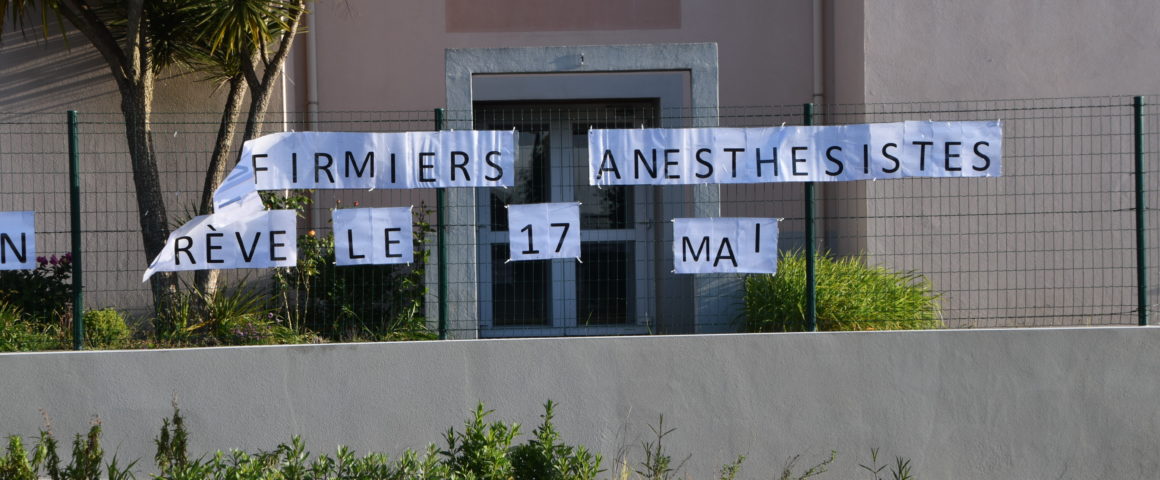 FIRMIERS ANESTHESISTES
N RÈVE LE 17 MAI